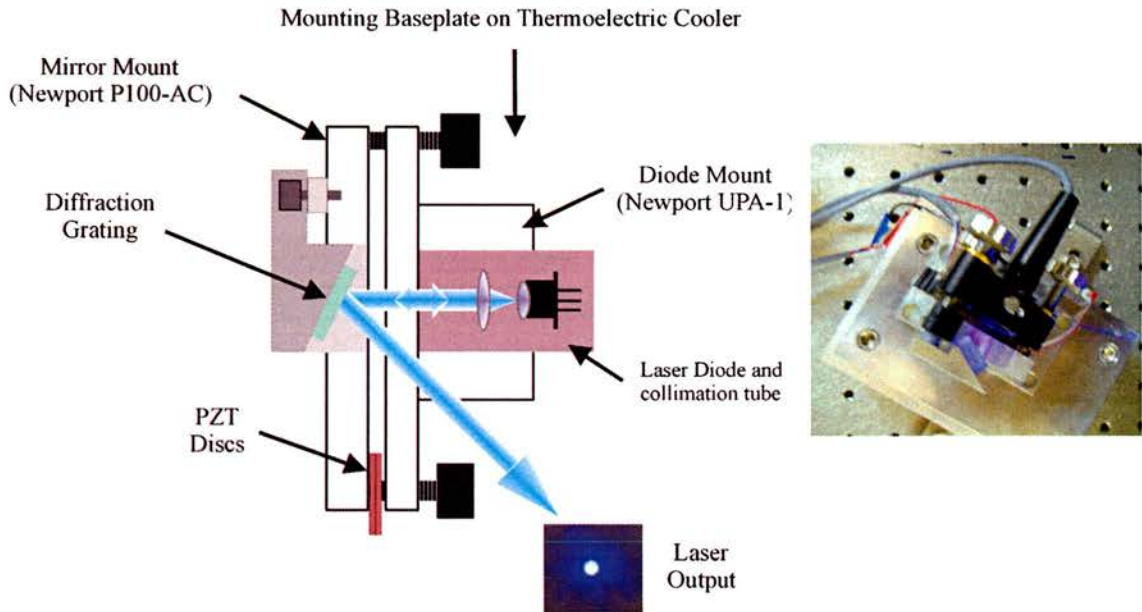 Mounting Baseplate on Thermoelectric Cooler
Mirror Mount
(Newport P100-AC)
Diffraction
Grating
Diode Mount
(Newport UPA-1)
Laser Diode and
collimation tube
PZT
Discs
Laser
Output